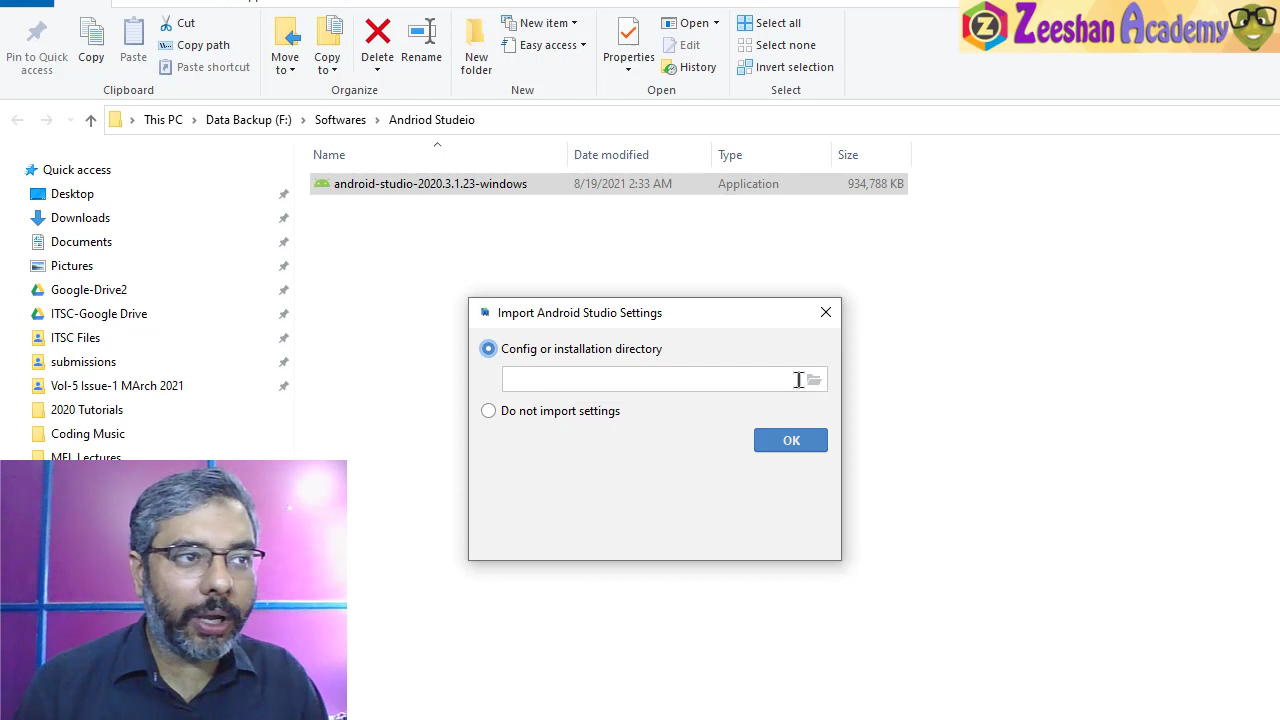 Zeeshan Academy
Pin to Quick access
Copy
Paste
Cut
Copy path
Paste shortcut
Clipboard
Move to
Copy to
Delete
Rename
Organize
New folder
New item
Easy access
New
Properties
Open
Edit
History
Open
Select all
Select none
Invert selection
Select
This PC > Data Backup (F:) > Softwares > Andriod Studeio
Name Date modified Type Size
android-studio-2020.3.1.23-windows 8/19/2021 2:33 AM Application 934,788 KB
Quick access
Desktop
Downloads
Documents
Pictures
Google-Drive2
ITSC-Google Drive
ITSC Files
submissions
Vol-5 Issue-1 MArch 2021
2020 Tutorials
Coding Music
Import Android Studio Settings
Config or installation directory
Do not import settings
OK